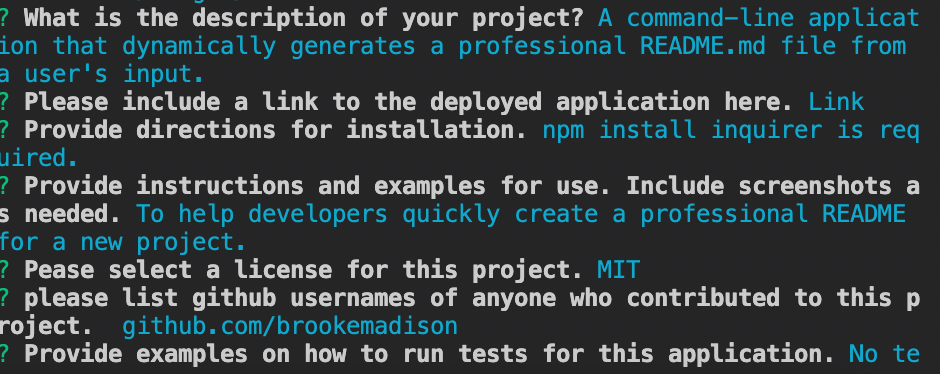 ? What is the description of your project? A command-line applicat
ion that dynamically generates a professional README.md file from
a user's input.
? Please include a link to the deployed application here. Link
? Provide directions for installation. npm install inquirer is req
uired.
? Provide instructions and examples for use. Include screenshots a
s needed. To help developers quickly create a professional README
for a new project.
? Pease select a license for this project. MIT
? please list github usernames of anyone who contributed to this p
roject.  github.com/brookemadison
? Provide examples on how to run tests for this application. No te